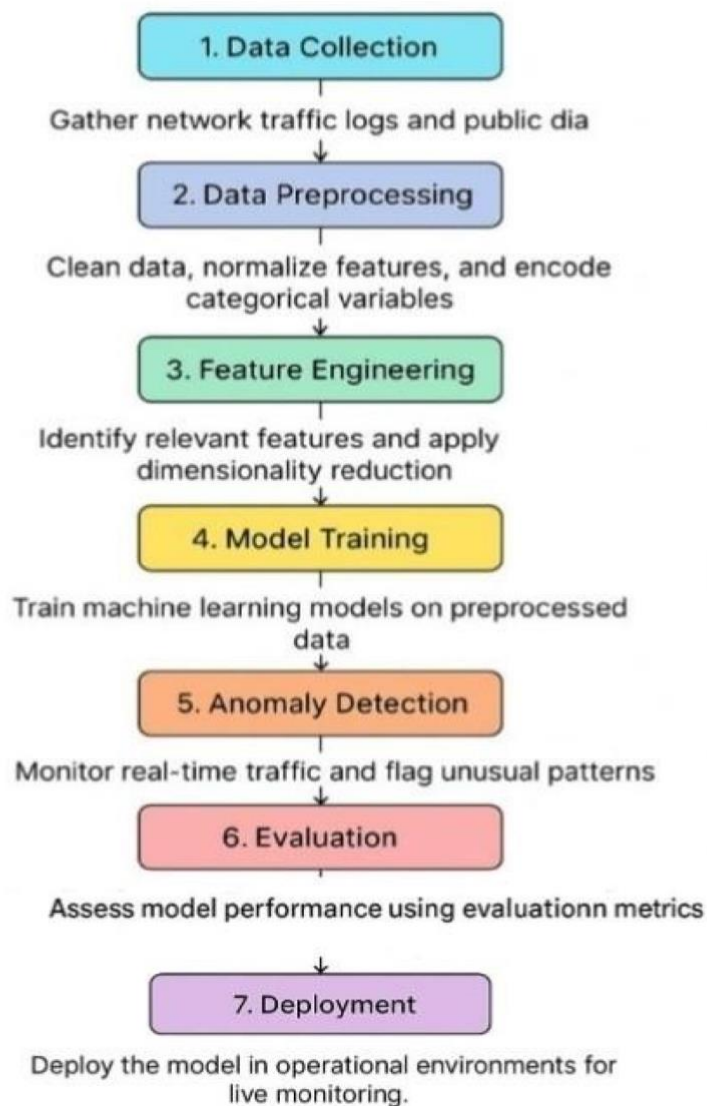 1. Data Collection
Gather network traffic logs and public dia
2. Data Preprocessing
Clean data, normalize features, and encode
categorical variables
3. Feature Engineering
Identify relevant features and apply
dimensionality reduction
4. Model Training
Train machine learning models on preprocessed
data
5. Anomaly Detection
Monitor real-time traffic and flag unusual patterns
6. Evaluation
Assess model performance using evaluationn metrics
7. Deployment
Deploy the model in operational environments for
live monitoring.